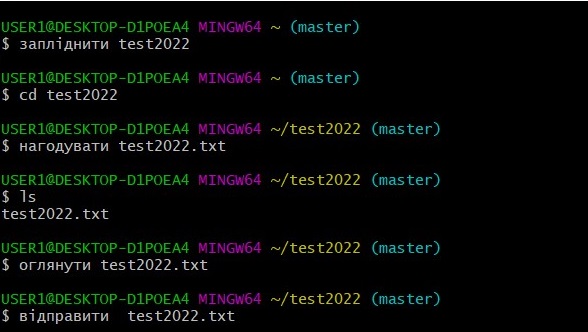 USER1@DESKTOP-D1POEA4 MINGW64 ~ (master)
$ запліднити test2022
USER1@DESKTOP-D1POEA4 MINGW64 ~ (master)
$ cd test2022
USER1@DESKTOP-D1POEA4 MINGW64 ~/test2022 (master)
$ нагодувати test2022.txt
USER1@DESKTOP-D1POEA4 MINGW64 ~/test2022 (master)
$ ls
test2022.txt
USER1@DESKTOP-D1POEA4 MINGW64 ~/test2022 (master)
$ оглянути test2022.txt
USER1@DESKTOP-D1POEA4 MINGW64 ~/test2022 (master)
$ відправити  test2022.txt